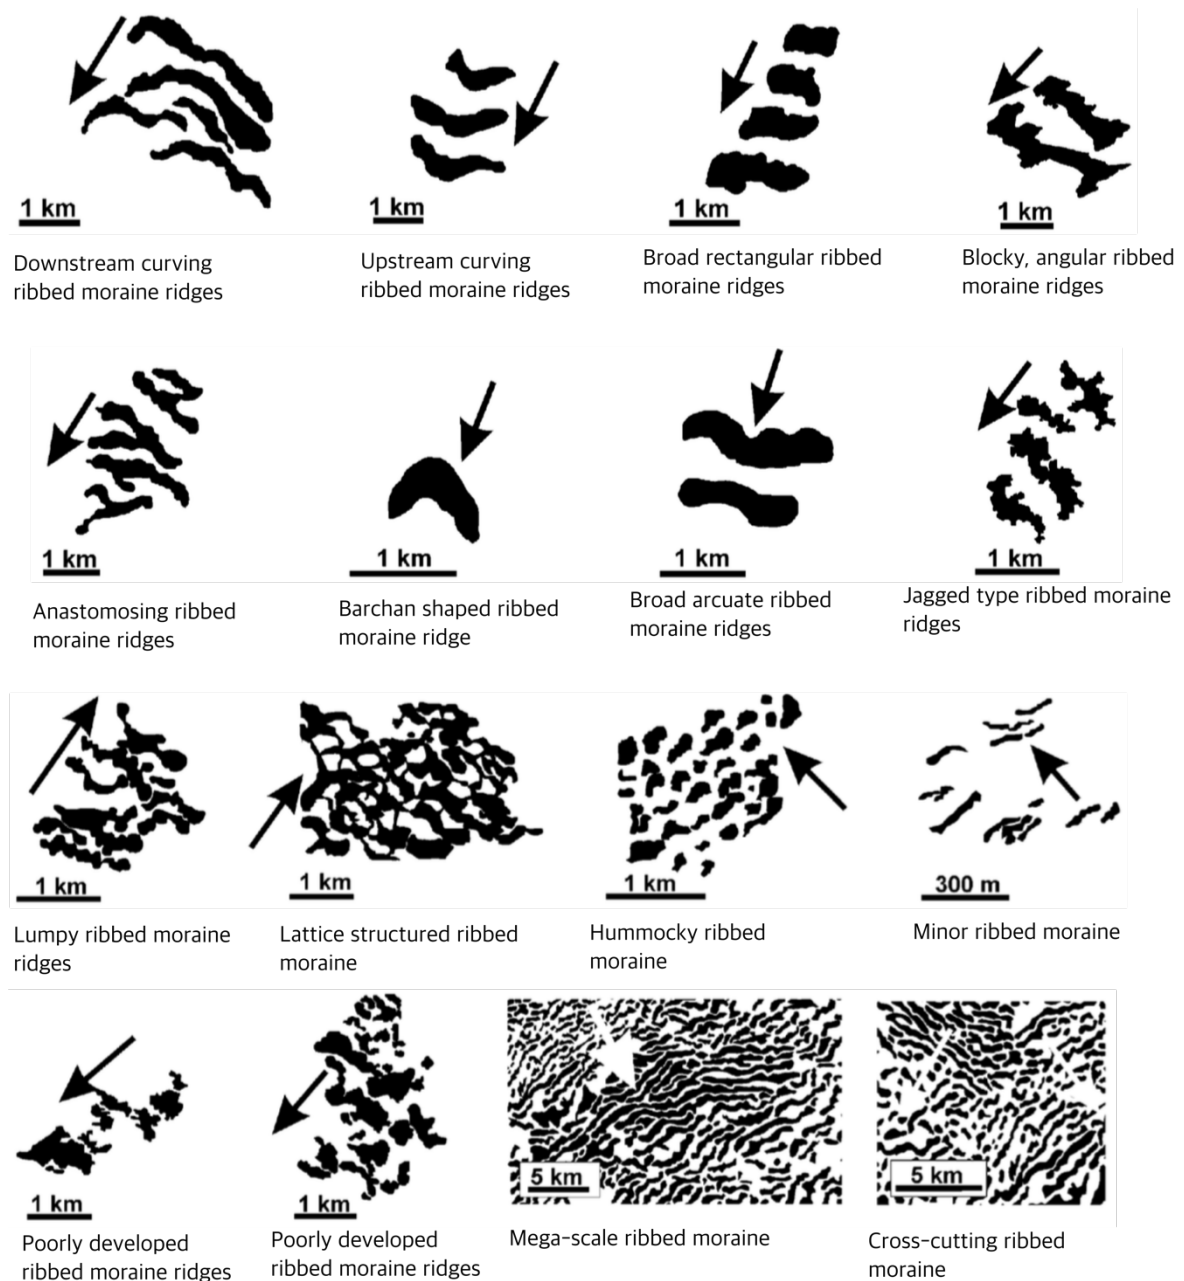 1 km
1 km
1 km
1 km
Downstream curving
ribbed moraine ridges
Upstream curving
ribbed moraine ridges
Broad rectangular ribbed
moraine ridges
Blocky, angular ribbed
moraine ridges
1 km
1 km
1 km
1 km
Anastomosing ribbed
moraine ridges
Barchan shaped ribbed
moraine ridge
Broad arcuate ribbed
moraine ridges
Jagged type ribbed moraine
ridges
1 km
1 km
1 km
300 m
Lumpy ribbed moraine
ridges
Lattice structured ribbed
moraine
Hummocky ribbed
moraine
Minor ribbed moraine
1 km
1 km
5 km
5 km
Poorly developed
ribbed moraine ridges
Poorly developed
ribbed moraine ridges
Mega-scale ribbed moraine
Cross-cutting ribbed
moraine